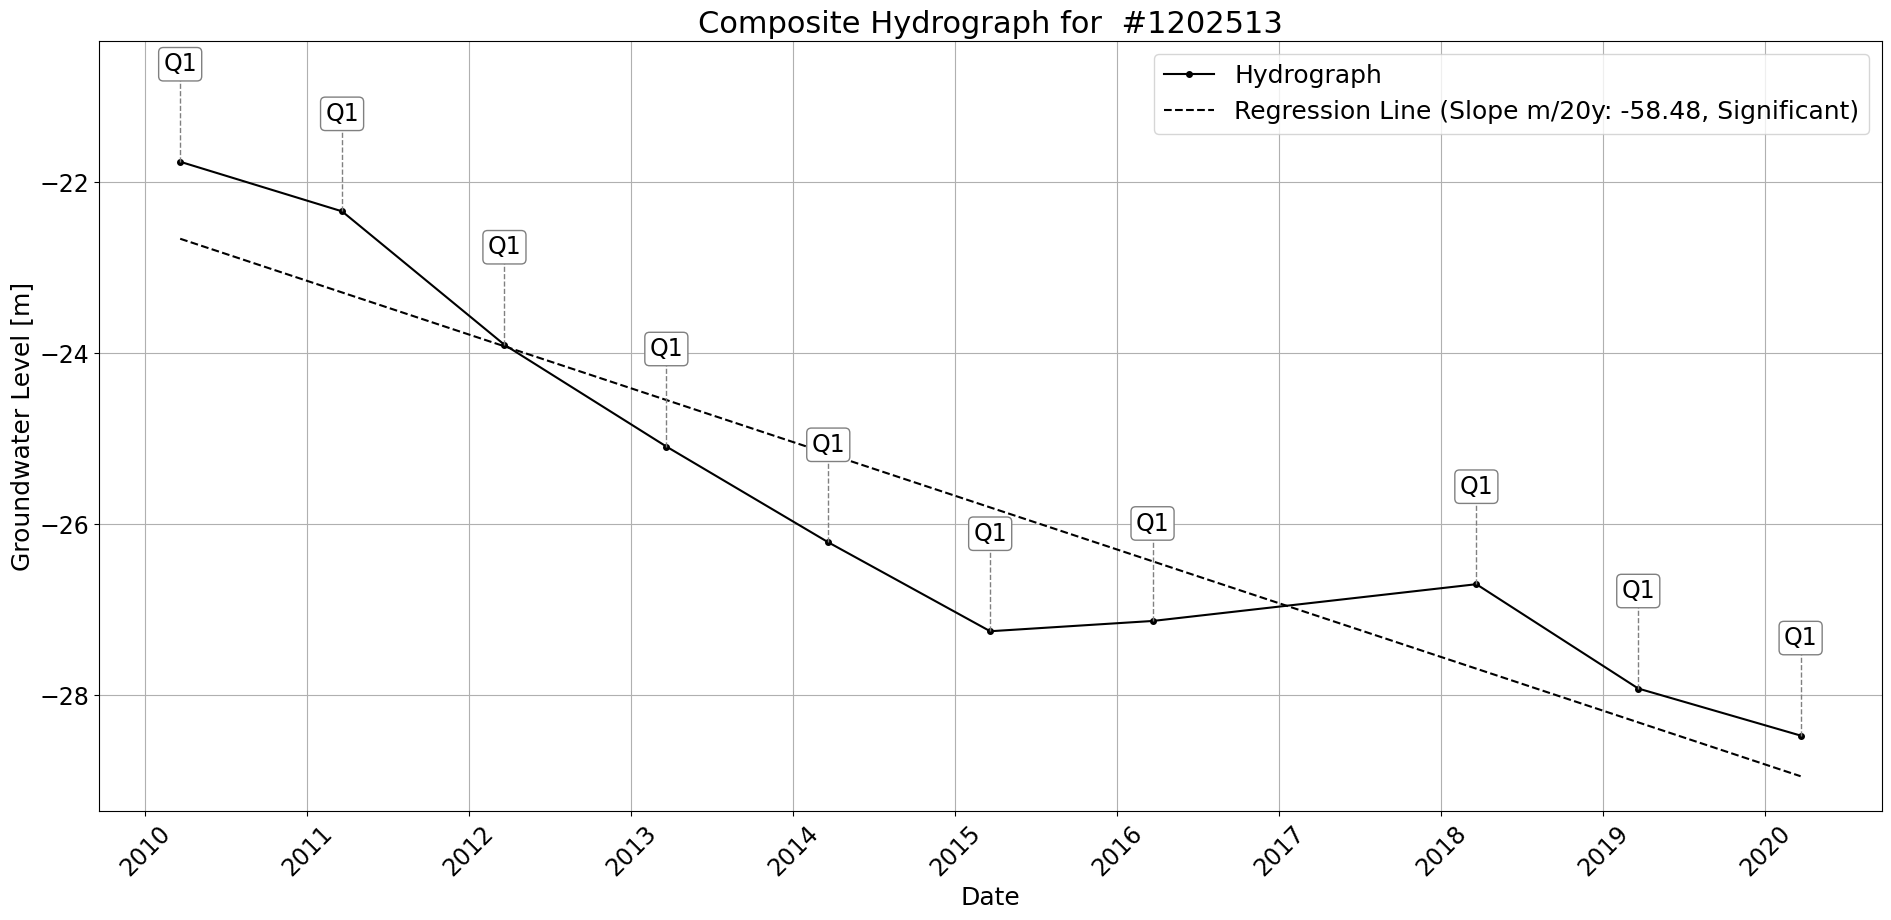 Composite Hydrograph for  #1202513
Hydrograph
Regression Line (Slope m/20y: -58.48, Significant)
Q1
Q1
Q1
Q1
Q1
Q1
Q1
Q1
Q1
Q1
Groundwater Level [m]
−22
−24
−26
−28
2010
2011
2012
2013
2014
2015
2016
2017
2018
2019
2020
Date